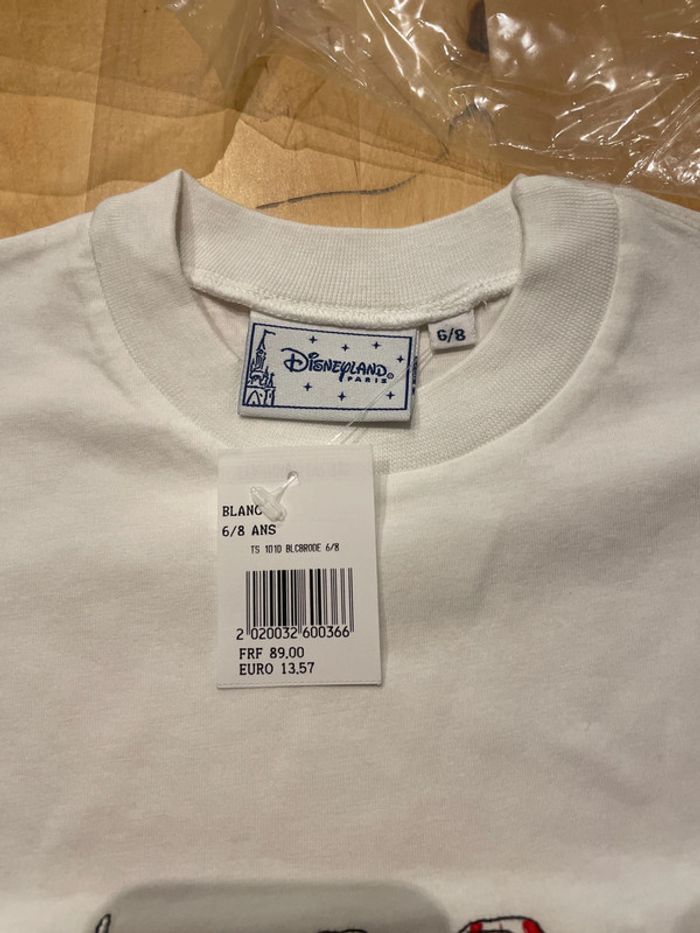 DISNEYLAND®
PARIS
6/8
BLANC
6/8 ANS
TS 101D BLCBRODE 6/8
2 020032 600366
FRF 89.00
EURO 13.57